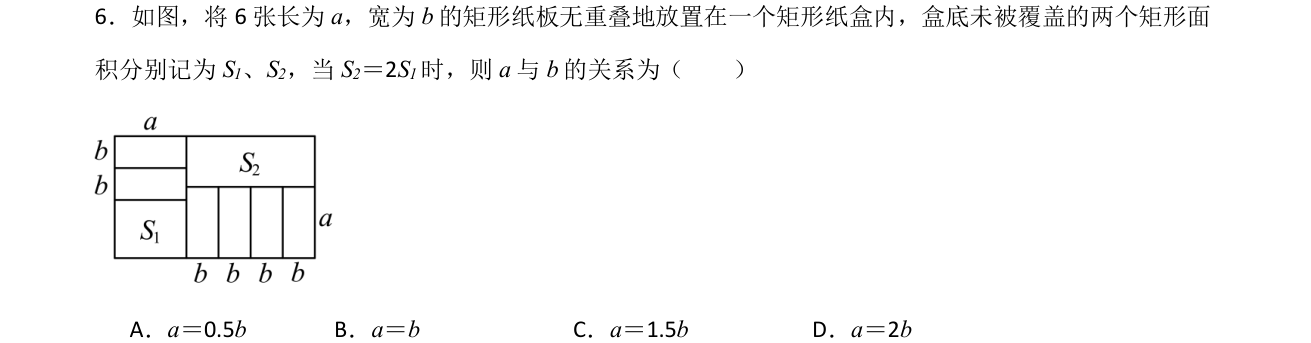 6．如图，将 6 张长为 a，宽为 b 的矩形纸板无重叠地放置在一个矩形纸盒内，盒底未被覆盖的两个矩形面
积分别记为 S₁、S₂，当 S₂＝2S₁ 时，则 a 与 b 的关系为（　　）
a
b
S₂
b
S₁
a
b b b b
A．a＝0.5b B．a＝b C．a＝1.5b D．a＝2b